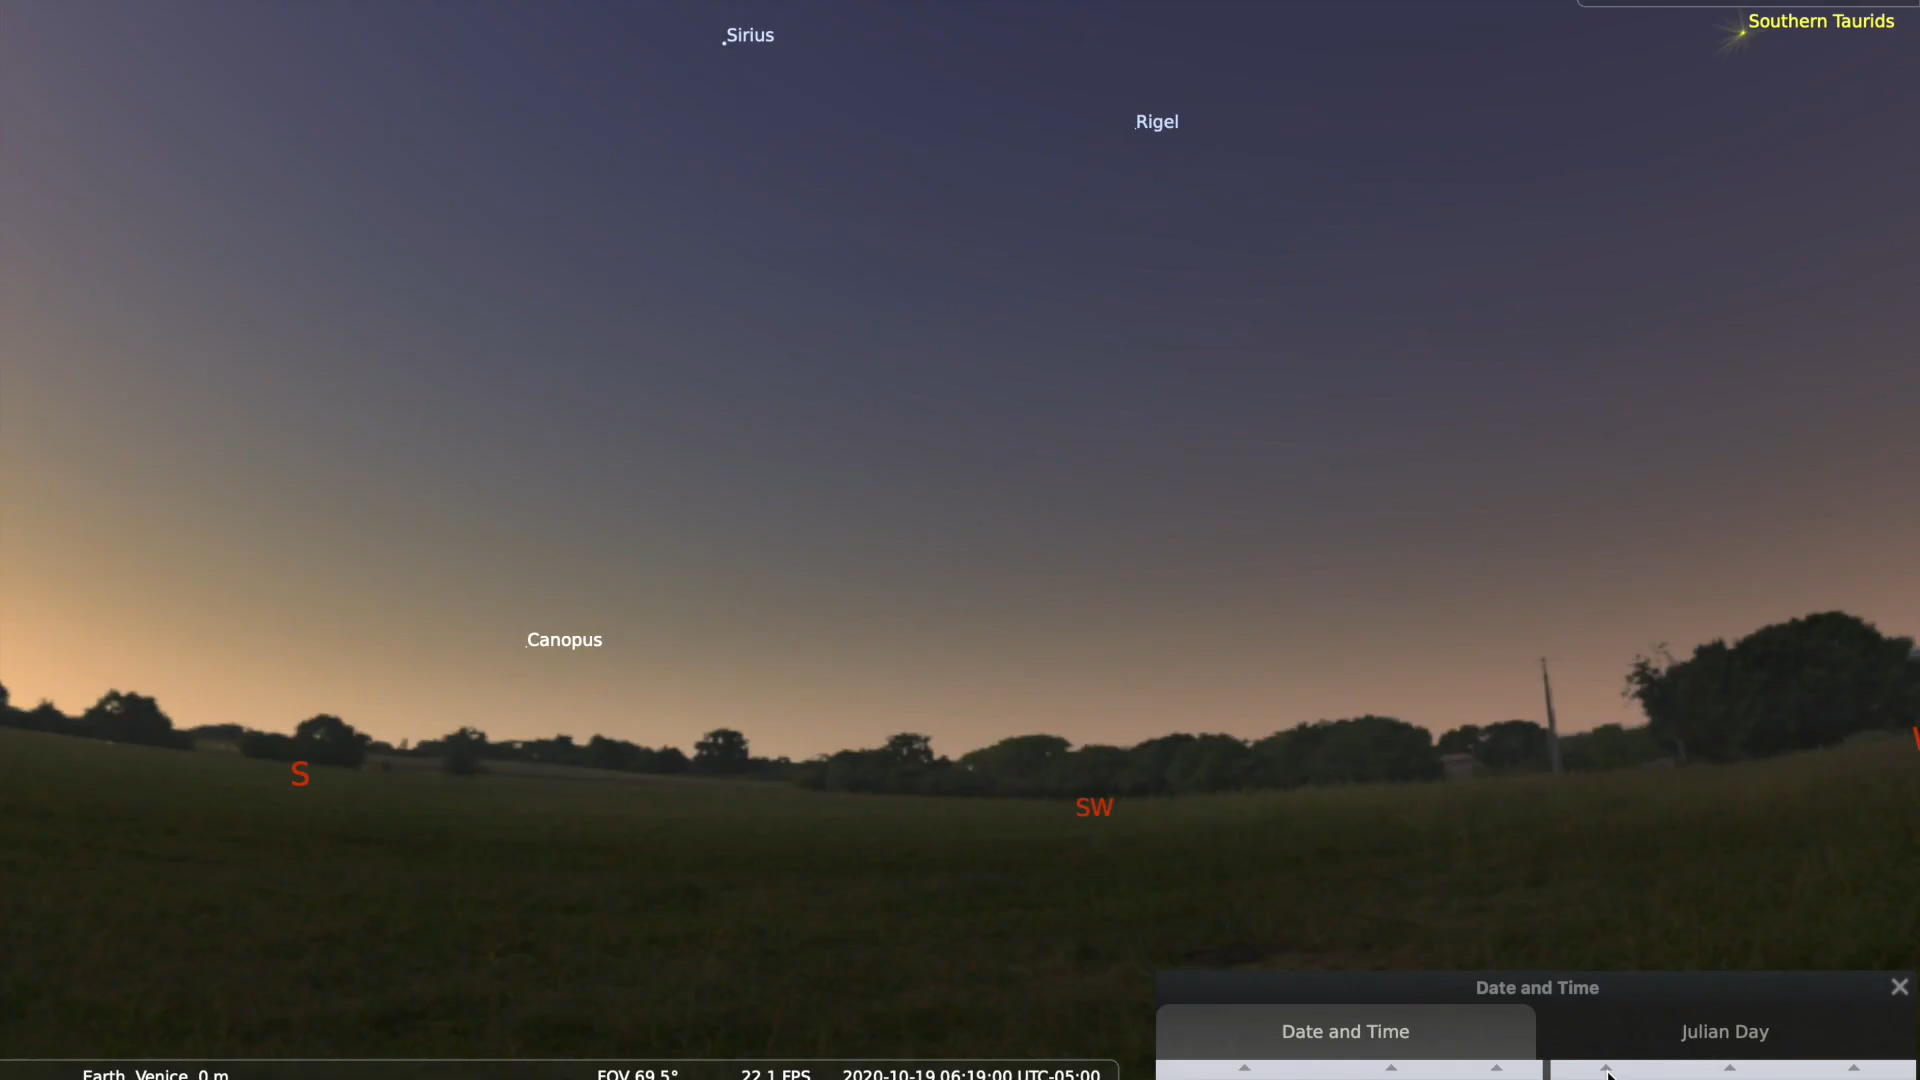 Southern Taurids
Sirius
Rigel
Canopus
S
SW
Date and Time
Date and Time
Julian Day
Earth, Venice, 0 m
FOV 69.5°
22.1 FPS
2020-10-19 06:19:00 UTC-05:00